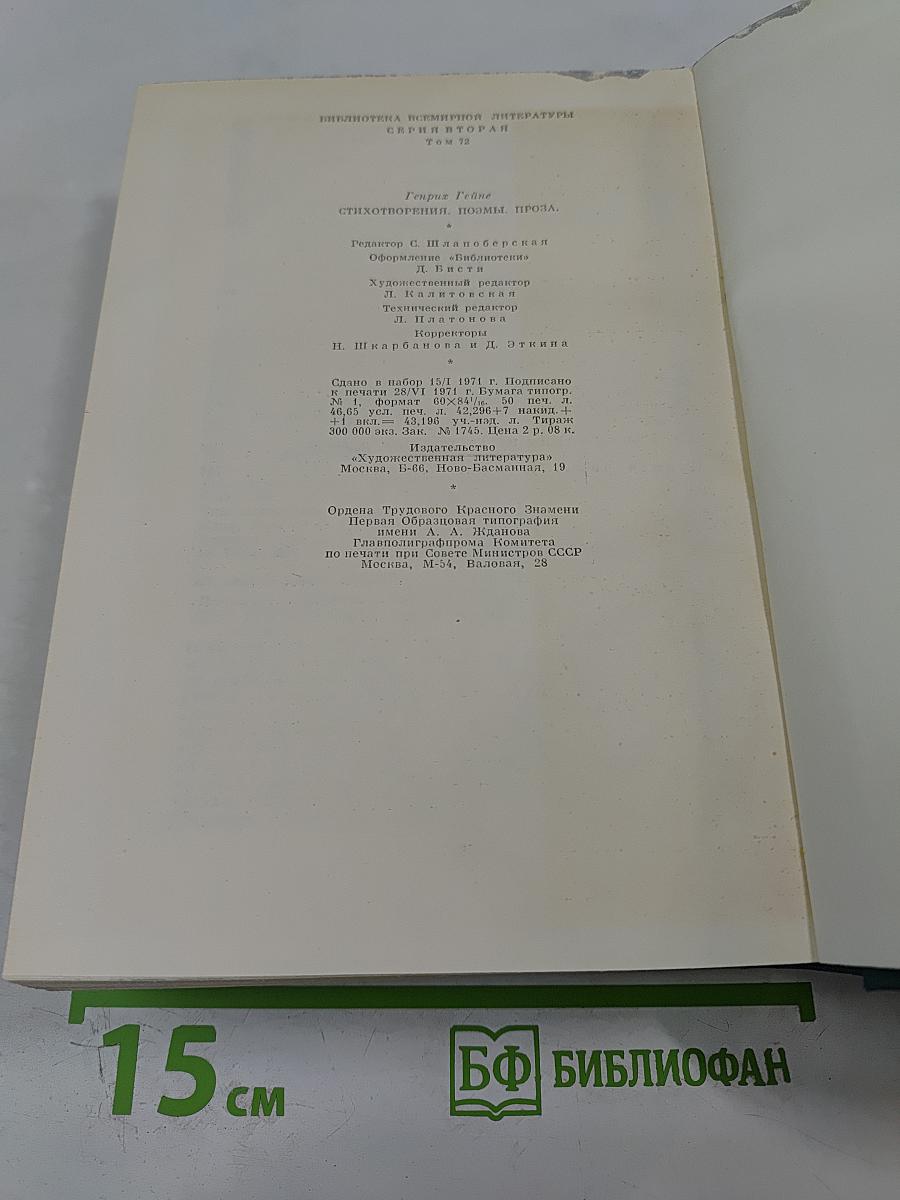 БИБЛИОТЕКА ВСЕМИРНОЙ ЛИТЕРАТУРЫ
СЕРИЯ ВТОРАЯ
Том 72
Генрих Гейне
СТИХОТВОРЕНИЯ. ПОЭМЫ. ПРОЗА.
*
Редактор С. Шлапоберская
Оформление «Библиотеки»
Д. Бисти
Художественный редактор
Л. Калитовская
Технический редактор
Л. Платонова
Корректоры
Н. Шкарбанова и Д. Эткина
*
Сдано в набор 15/I 1971 г. Подписано
к печати 28/VI 1971 г. Бумага типогр.
№ 1, формат 60×84¹/₁₆. 50 печ. л.
46,65 усл. печ. л. 42,296+7 накид.+
+1 вкл.= 43,196 уч.-изд. л. Тираж
300 000 экз. Зак. № 1745. Цена 2 р. 08 к.
Издательство
«Художественная литература»
Москва, Б-66, Ново-Басманная, 19
*
Ордена Трудового Красного Знамени
Первая Образцовая типография
имени А. А. Жданова
Главполиграфпрома Комитета
по печати при Совете Министров СССР
Москва, М-54, Валовая, 28
15 см
БФ БИБЛИОФАН